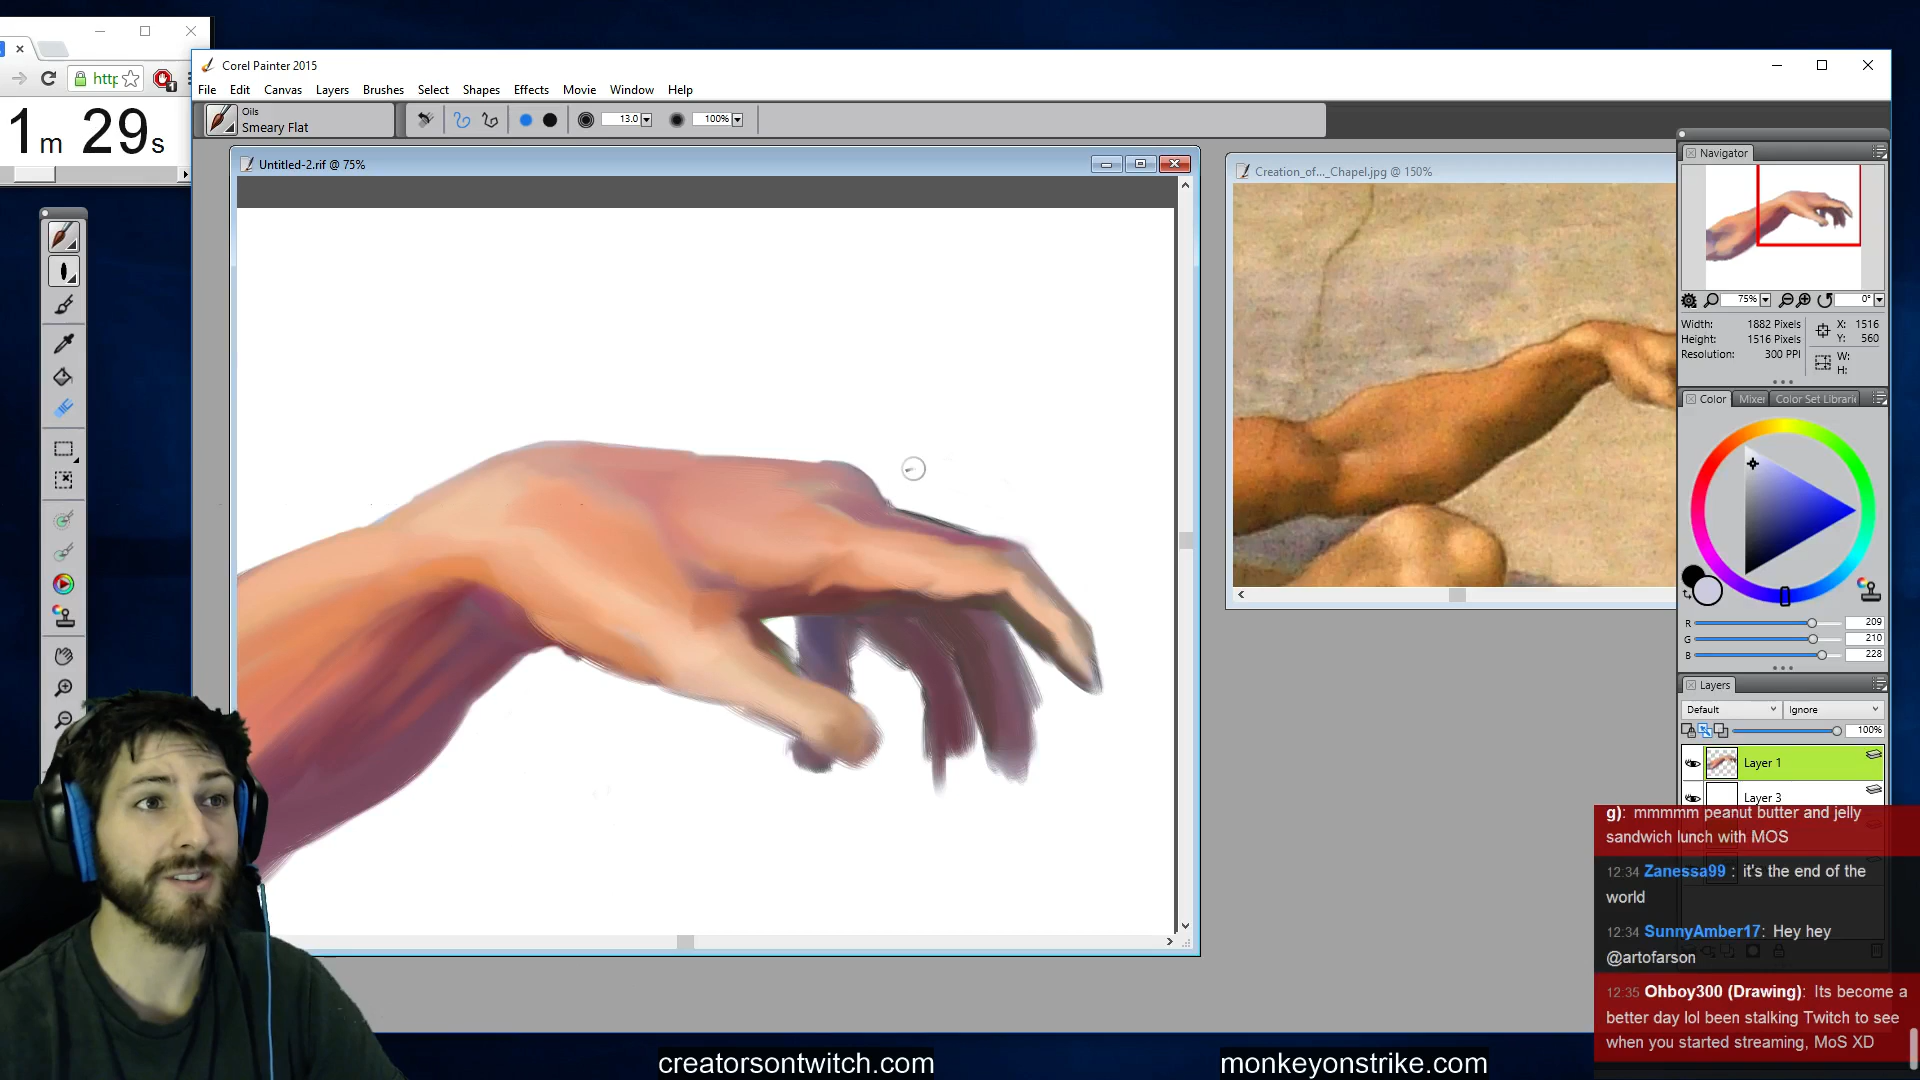 http
1m 29s
Corel Painter 2015
File Edit Canvas Layers Brushes Select Shapes Effects Movie Window Help
Oils
Smeary Flat
13.0
100%
Untitled-2.rif @ 75%
Creation_of..._Chapel.jpg @ 150%
Navigator
75%
0°
Width: 1882 Pixels
Height: 1516 Pixels
Resolution: 300 PPI
X: 1516
Y: 560
W:
H:
Color Mixer Color Set Librari
R 209
G 210
B 228
Layers
Default Ignore
100%
Layer 1
Layer 3
g): mmmmm peanut butter and jelly
sandwich lunch with MOS
12:34 Zanessa99 : it's the end of the
world
12:34 SunnyAmber17: Hey hey
@artofarson
12:35 Ohboy300 (Drawing): Its become a
better day lol been stalking Twitch to see
when you started streaming, MoS XD
creatorsontwitch.com
monkeyonstrike.com